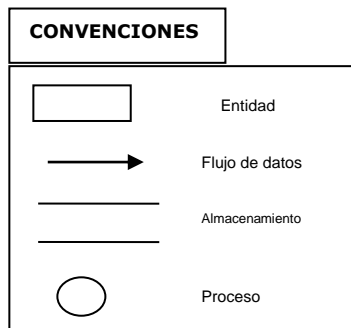 CONVENCIONES
Entidad
Flujo de datos
Almacenamiento
Proceso